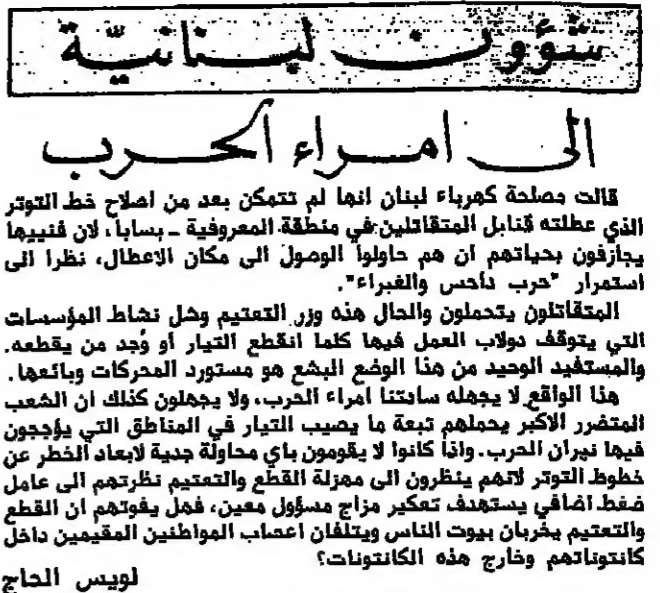 شؤون لبنانية
الى امراء الحرب
قالت مصلحة كهرباء لبنان انها لم تتمكن بعد من اصلاح خط التوتر
الذي عطلته قنابل المتقاتلين في منطقة المعروفية ـ بسابا، لان فنييها
يجازفون بحياتهم ان هم حاولوا الوصول الى مكان الاعطال، نظرا الى
استمرار "حرب داحس والغبراء".
المتقاتلون يتحملون والحال هذه وزر التعتيم وشل نشاط المؤسسات
التي يتوقف دولاب العمل فيها كلما انقطع التيار أو وُجد من يقطعه.
والمستفيد الوحيد من هذا الوضع البشع هو مستورد المحركات وبائعها.
هذا الواقع لا يجهله سادتنا امراء الحرب، ولا يجهلون كذلك ان الشعب
المتضرر الاكبر يحملهم تبعة ما يصيب التيار في المناطق التي يؤججون
فيها نيران الحرب. واذا كانوا لا يقومون باي محاولة جدية لابعاد الخطر عن
خطوط التوتر لانهم ينظرون الى مهزلة القطع والتعتيم نظرتهم الى عامل
ضغط اضافي يستهدف تعكير مزاج مسؤول معين، فهل يفوتهم ان القطع
والتعتيم يخربان بيوت الناس ويتلفان اعصاب المواطنين المقيمين داخل
كانتوناتهم وخارج هذه الكانتونات؟
لويس الحاج